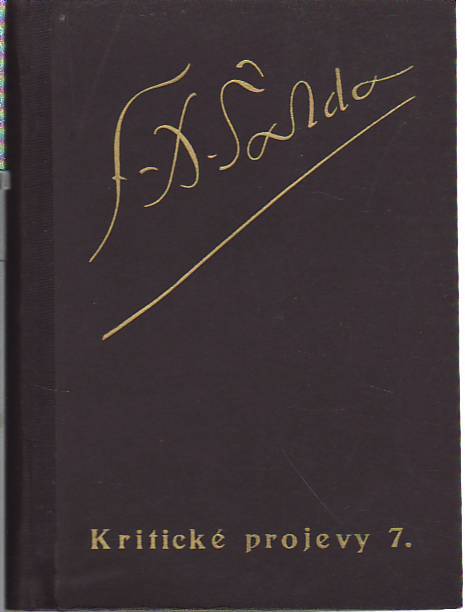 F. X. Šalda
Kritické projevy 7.